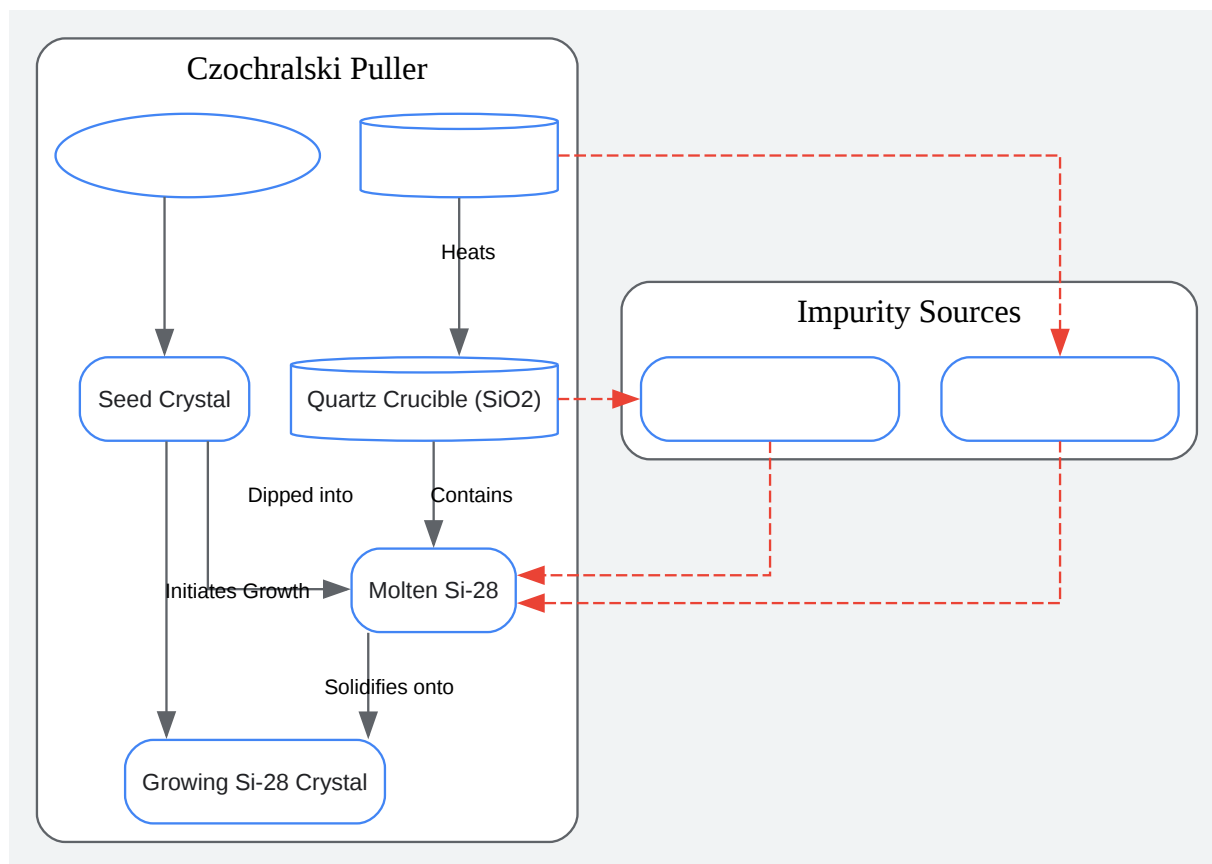 Czochralski Puller
Heats
Impurity Sources
Seed Crystal
Quartz Crucible (SiO2)
Dipped into
Contains
Initiates Growth
Molten Si-28
Solidifies onto
Growing Si-28 Crystal